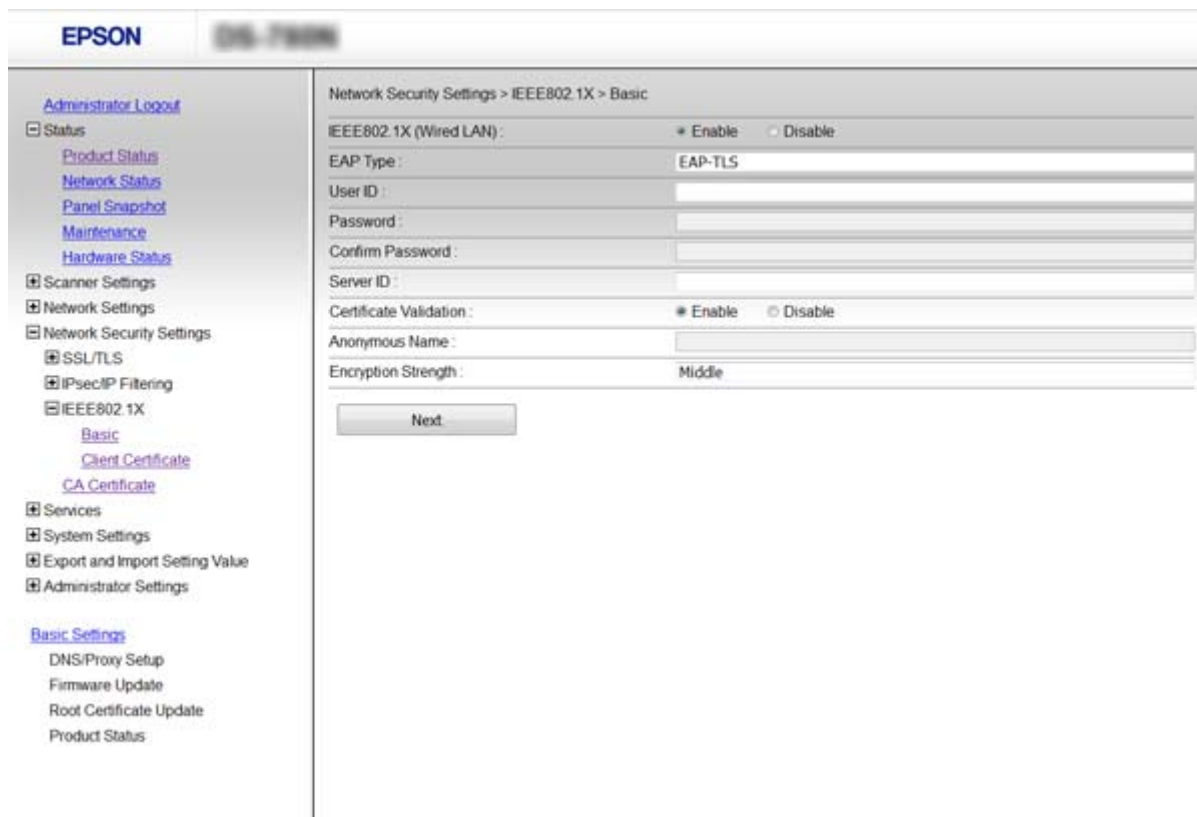 EPSON
Administrator Logout
Status
Product Status
Network Status
Panel Snapshot
Maintenance
Hardware Status
Scanner Settings
Network Settings
Network Security Settings
SSL/TLS
IPsec/IP Filtering
IEEE802.1X
Basic
Client Certificate
CA Certificate
Services
System Settings
Export and Import Setting Value
Administrator Settings
Basic Settings
DNS/Proxy Setup
Firmware Update
Root Certificate Update
Product Status
Network Security Settings > IEEE802.1X > Basic
IEEE802.1X (Wired LAN) : Enable Disable
EAP Type : EAP-TLS
User ID :
Password :
Confirm Password :
Server ID :
Certificate Validation : Enable Disable
Anonymous Name :
Encryption Strength : Middle
Next